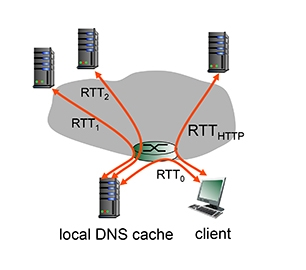 RTT2
RTT1
RTTHTTP
RTT0
local DNS cache
client